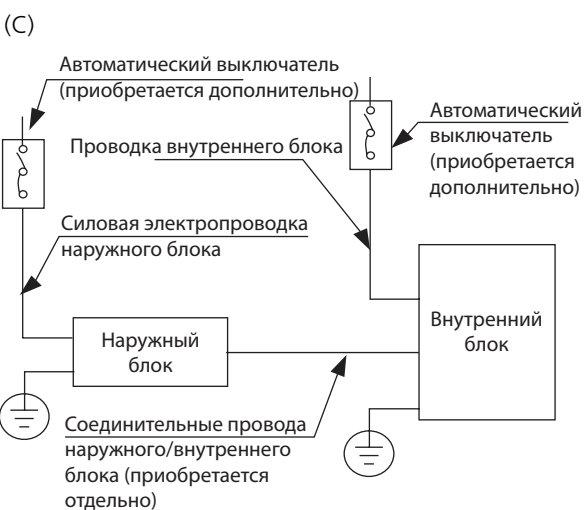 (C)
Автоматический выключатель
(приобретается дополнительно)
Автоматический
выключатель
(приобретается
дополнительно)
Проводка внутреннего блока
Силовая электропроводка
наружного блока
Наружный
блок
Внутренний
блок
Соединительные провода
наружного/внутреннего
блока (приобретается
отдельно)